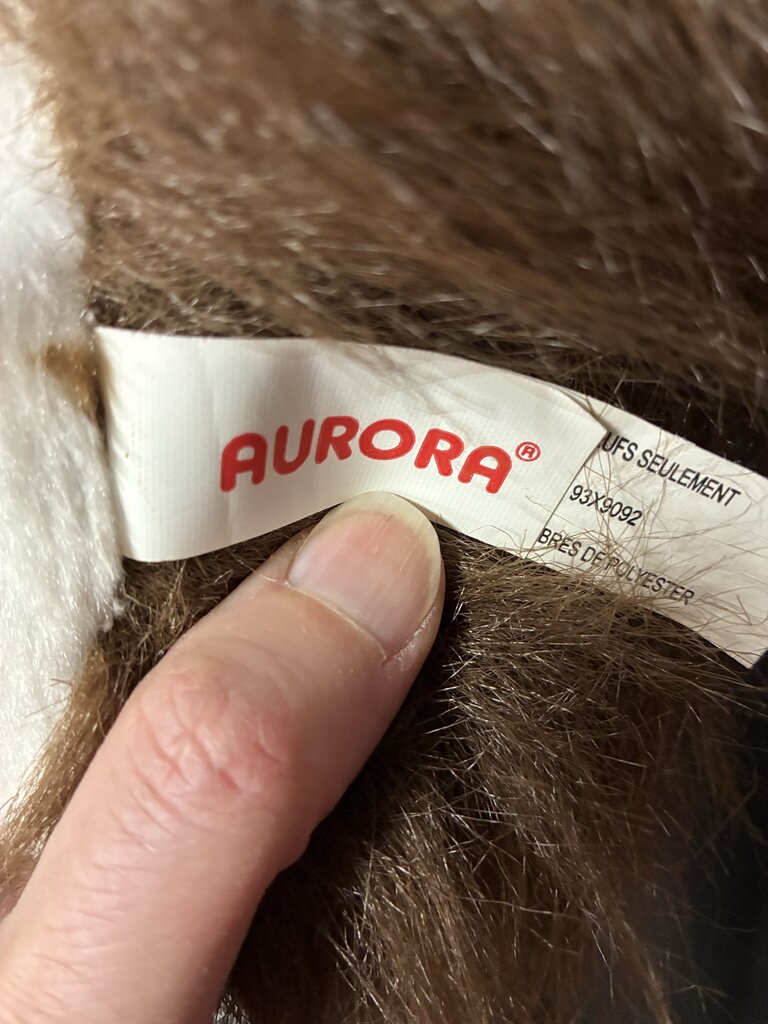 AURORA®
UFS SEULEMENT
93X9092
BRES DE POLYESTER